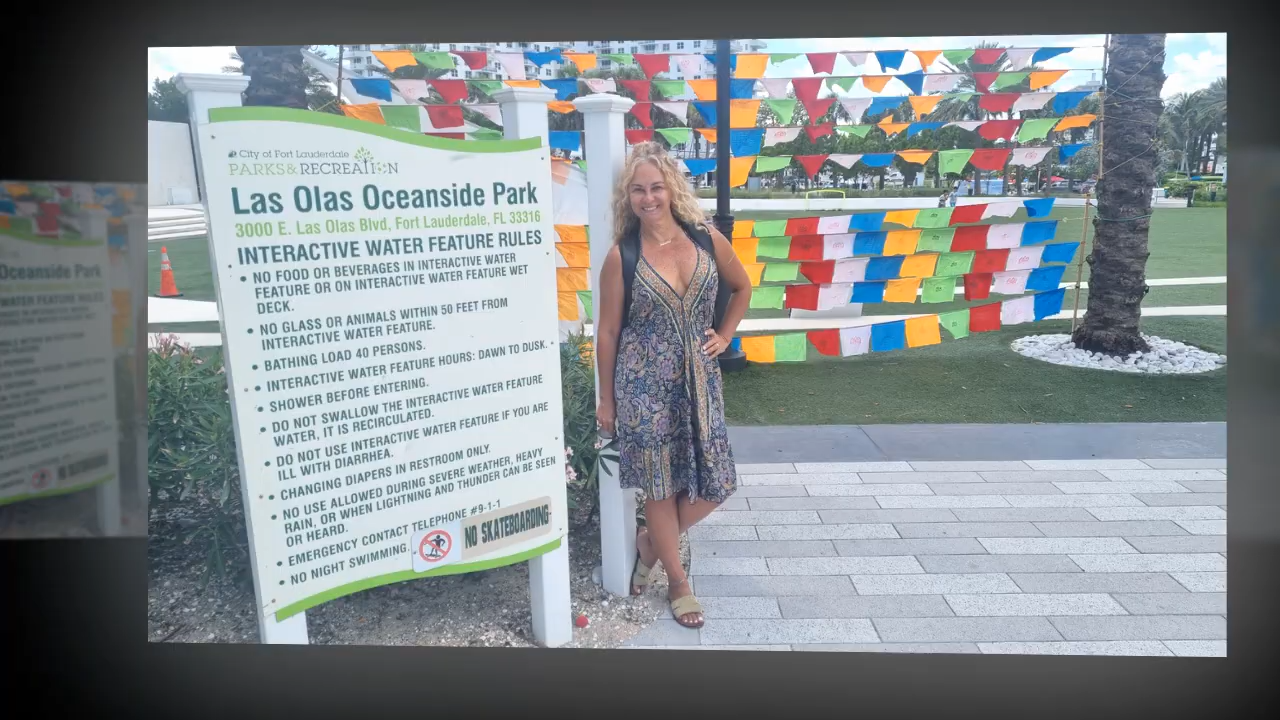 City of Fort Lauderdale
PARKS & RECREATION
Las Olas Oceanside Park
3000 E. Las Olas Blvd, Fort Lauderdale, FL 33316
INTERACTIVE WATER FEATURE RULES
• NO FOOD OR BEVERAGES IN INTERACTIVE WATER
FEATURE OR ON INTERACTIVE WATER FEATURE WET
DECK.
• NO GLASS OR ANIMALS WITHIN 50 FEET FROM
INTERACTIVE WATER FEATURE.
• BATHING LOAD 40 PERSONS.
• INTERACTIVE WATER FEATURE HOURS: DAWN TO DUSK.
• SHOWER BEFORE ENTERING.
• DO NOT SWALLOW THE INTERACTIVE WATER FEATURE
WATER, IT IS RECIRCULATED.
• DO NOT USE INTERACTIVE WATER FEATURE IF YOU ARE
ILL WITH DIARRHEA.
• CHANGING DIAPERS IN RESTROOM ONLY.
• NO USE ALLOWED DURING SEVERE WEATHER, HEAVY
RAIN, OR WHEN LIGHTNING AND THUNDER CAN BE SEEN
OR HEARD.
• EMERGENCY CONTACT TELEPHONE #9-1-1
• NO NIGHT SWIMMING.
NO SKATEBOARDING
Oceanside Park